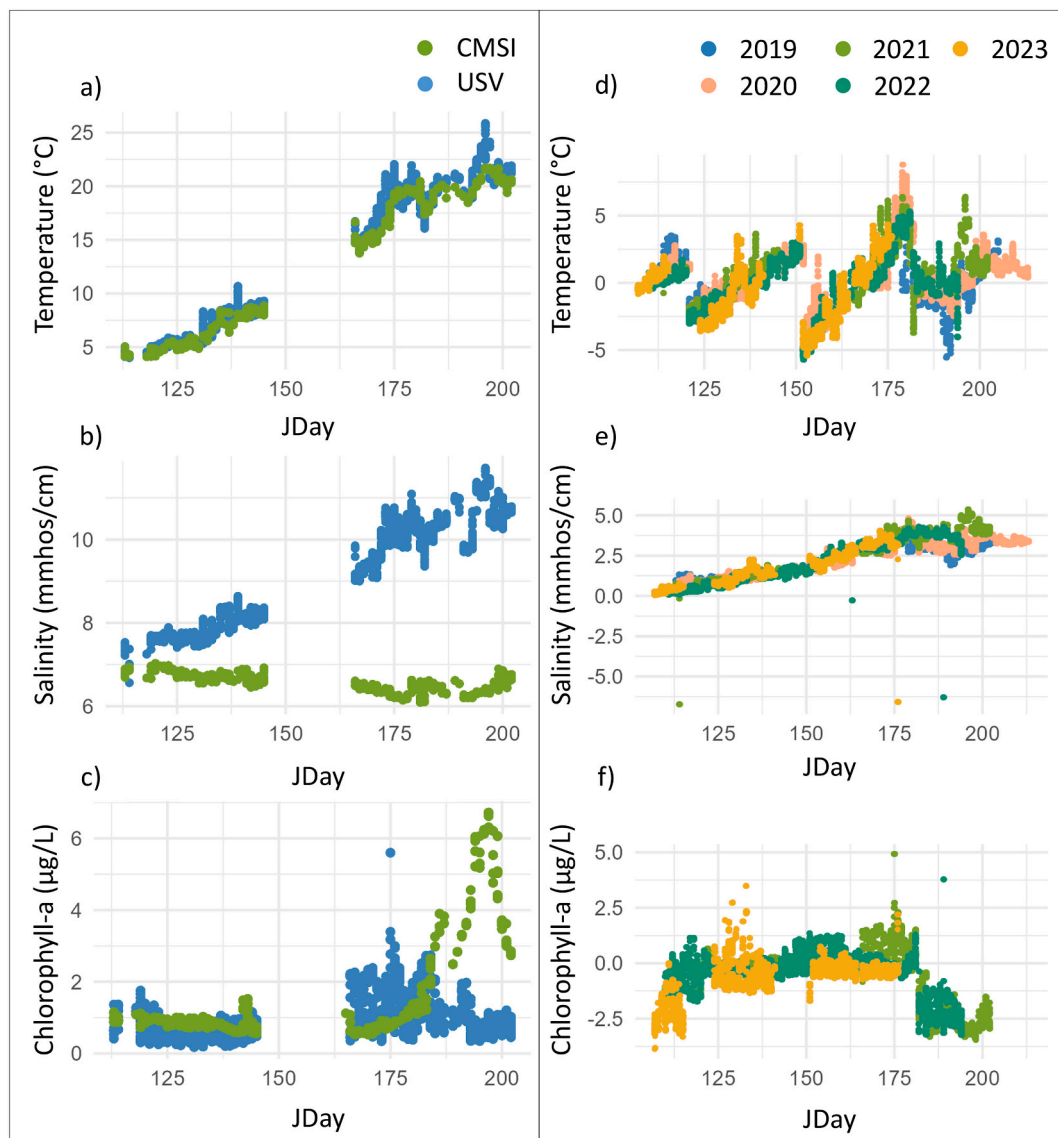 CMSI
USV
a)
25
20
15
10
5
Temperature (°C)
125
150
175
200
JDay
b)
10
8
6
Salinity (mmhos/cm)
125
150
175
200
JDay
c)
6
4
2
0
Chlorophyll-a (µg/L)
125
150
175
200
JDay
2019
2021
2023
2020
2022
d)
5
0
-5
Temperature (°C)
125
150
175
200
JDay
e)
5.0
2.5
0.0
-2.5
-5.0
Salinity (mmhos/cm)
125
150
175
200
JDay
f)
5.0
2.5
0.0
-2.5
Chlorophyll-a (µg/L)
125
150
175
200
JDay